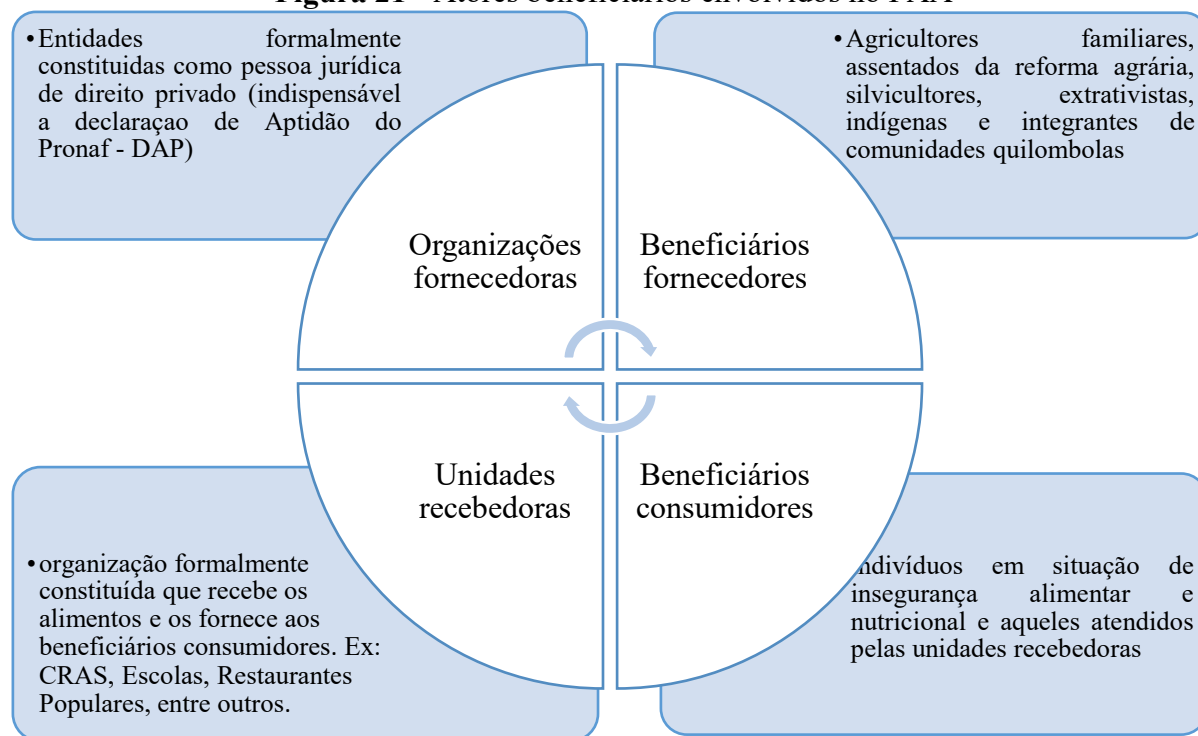 •Entidades formalmente
constituidas como pessoa jurídica
de direito privado (indispensável
a declaraçao de Aptidão do
Pronaf - DAP)
•Agricultores familiares,
assentados da reforma agrária,
silvicultores, extrativistas,
indígenas e integrantes de
comunidades quilombolas
Organizações
fornecedoras
Beneficiários
fornecedores
Unidades
recebedoras
Beneficiários
consumidores
•organização formalmente
constituída que recebe os
alimentos e os fornece aos
beneficiários consumidores. Ex:
CRAS, Escolas, Restaurantes
Populares, entre outros.
indivíduos em situação de
insegurança alimentar e
nutricional e aqueles atendidos
pelas unidades recebedoras